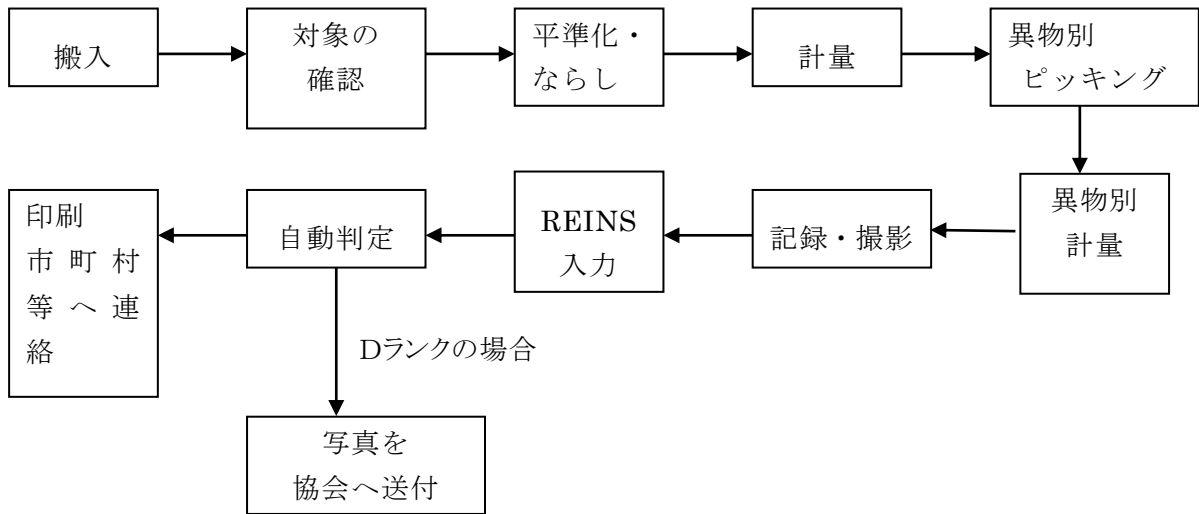 搬入
対象の
確認
平準化・
ならし
計量
異物別
ピッキング
異物別
計量
記録・撮影
REINS
入力
自動判定
印刷
市町村
等へ連
絡
Dランクの場合
写真を
協会へ送付